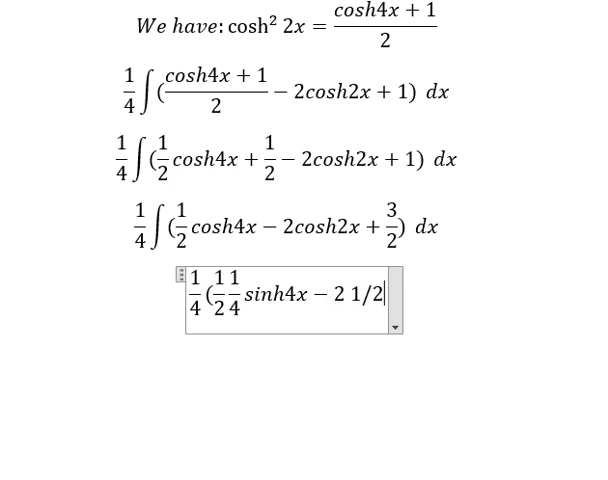 We have: cosh² 2x = (cosh4x + 1)/2
1/4 ∫ ((cosh4x + 1)/2 − 2cosh2x + 1) dx
1/4 ∫ (1/2 cosh4x + 1/2 − 2cosh2x + 1) dx
1/4 ∫ (1/2 cosh4x − 2cosh2x + 3/2) dx
1/4 (1/2 1/4 sinh4x − 2 1/2